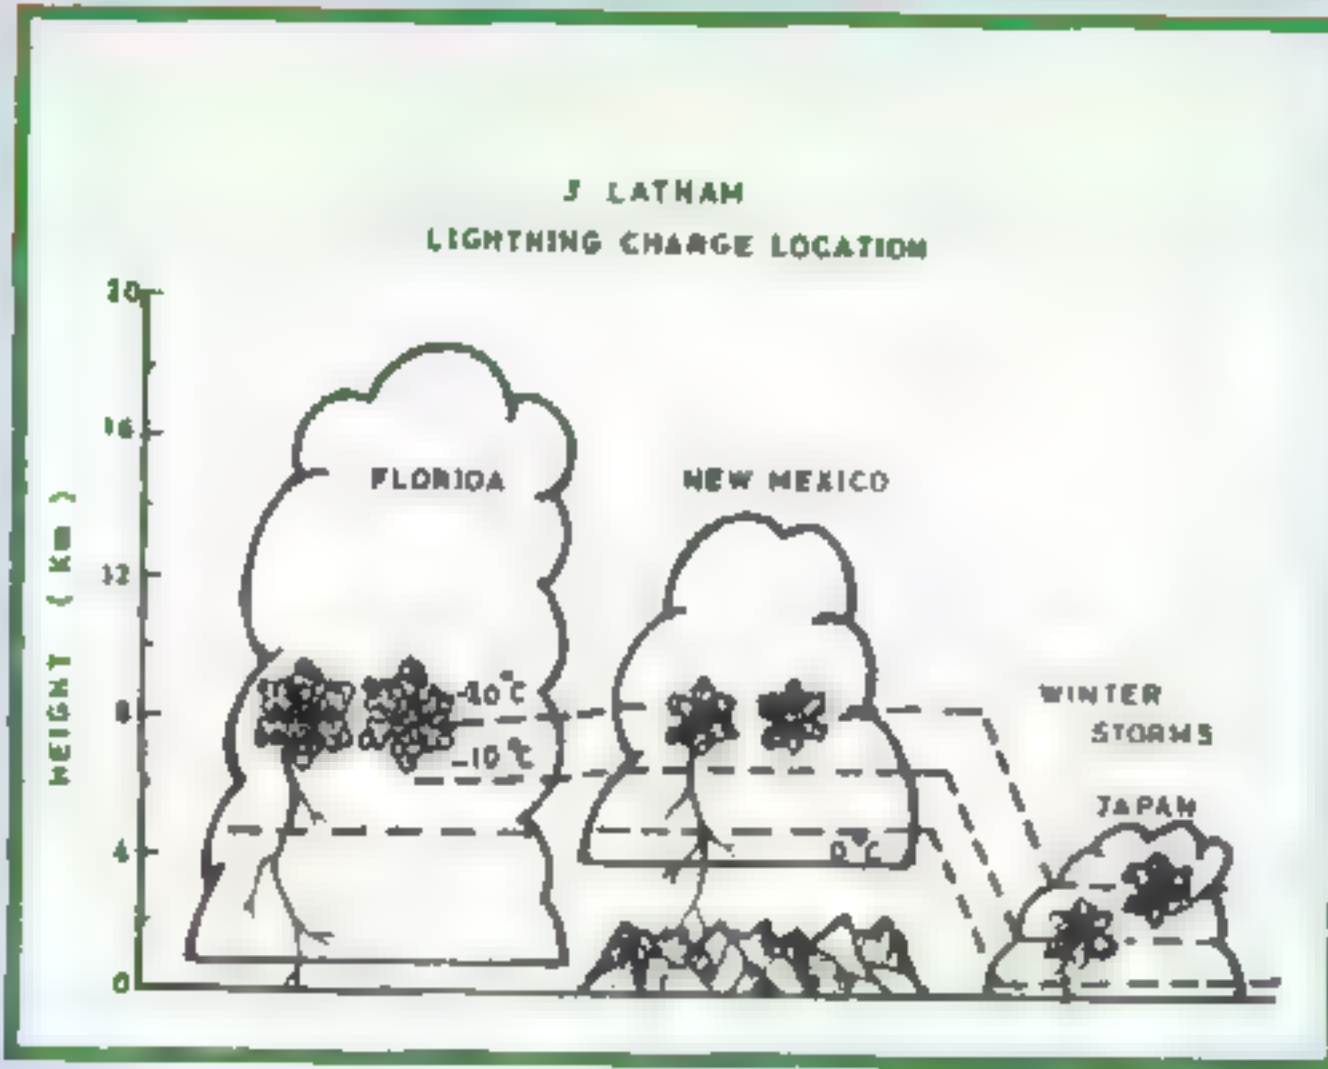 J LATHAM
LIGHTNING CHARGE LOCATION
20
16
12
8
4
0
HEIGHT (Km)
FLORIDA
NEW MEXICO
-20°C
-10°C
0°C
WINTER
STORMS
JAPAN